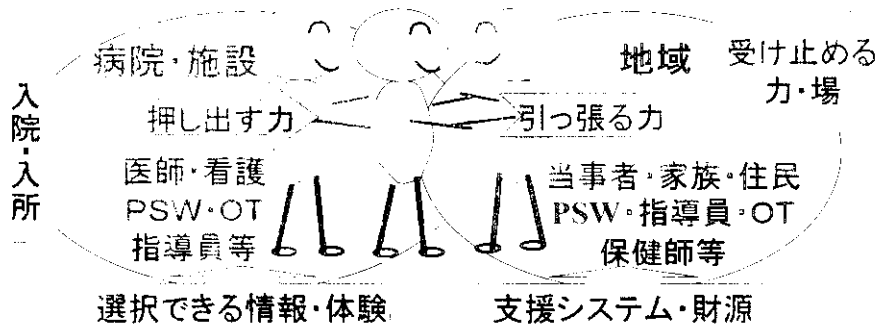 入院・入所
病院・施設
押し出す力
医師・看護
PSW・OT
指導員等
選択できる情報・体験
地域
受け止める
力・場
引っ張る力
当事者・家族・住民
PSW・指導員・OT
保健師等
支援システム・財源